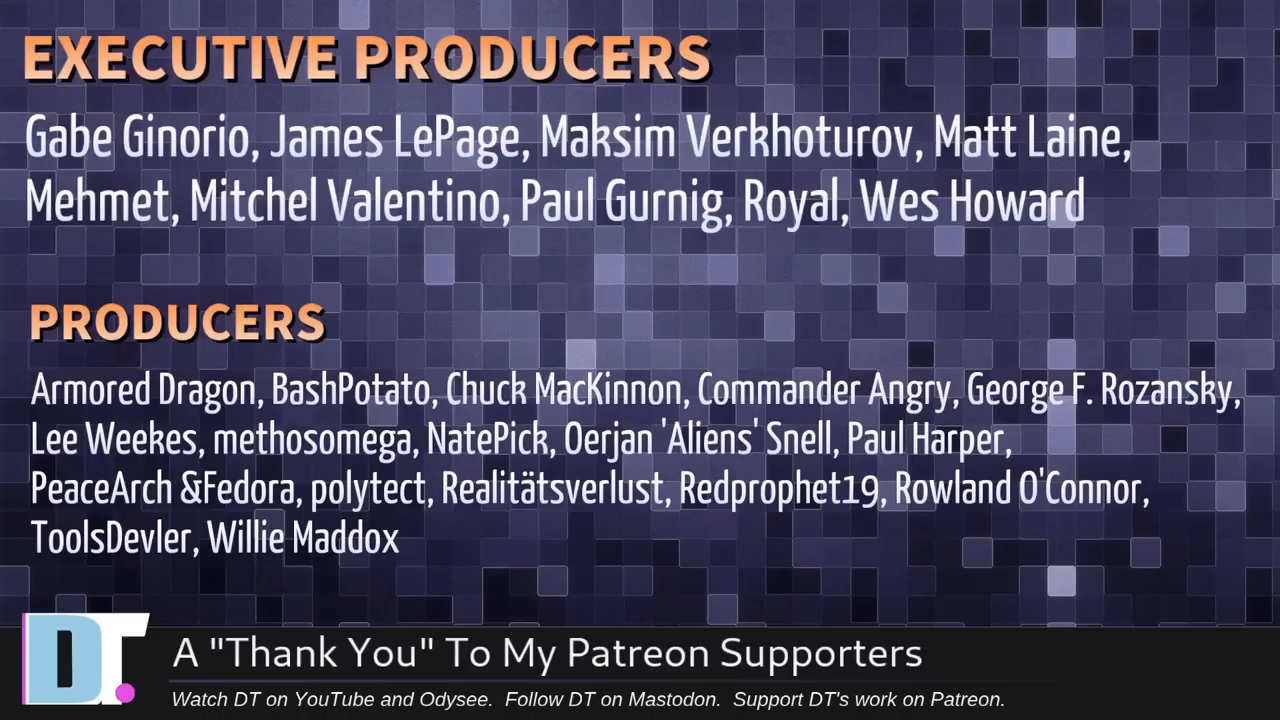 EXECUTIVE PRODUCERS
Gabe Ginorio, James LePage, Maksim Verkhoturov, Matt Laine,
Mehmet, Mitchel Valentino, Paul Gurnig, Royal, Wes Howard
PRODUCERS
Armored Dragon, BashPotato, Chuck MacKinnon, Commander Angry, George F. Rozansky,
Lee Weekes, methosomega, NatePick, Oerjan 'Aliens' Snell, Paul Harper,
PeaceArch &Fedora, polytect, Realitätsverlust, Redprophet19, Rowland O'Connor,
ToolsDevler, Willie Maddox
DT.
A "Thank You" To My Patreon Supporters
Watch DT on YouTube and Odysee. Follow DT on Mastodon. Support DT's work on Patreon.